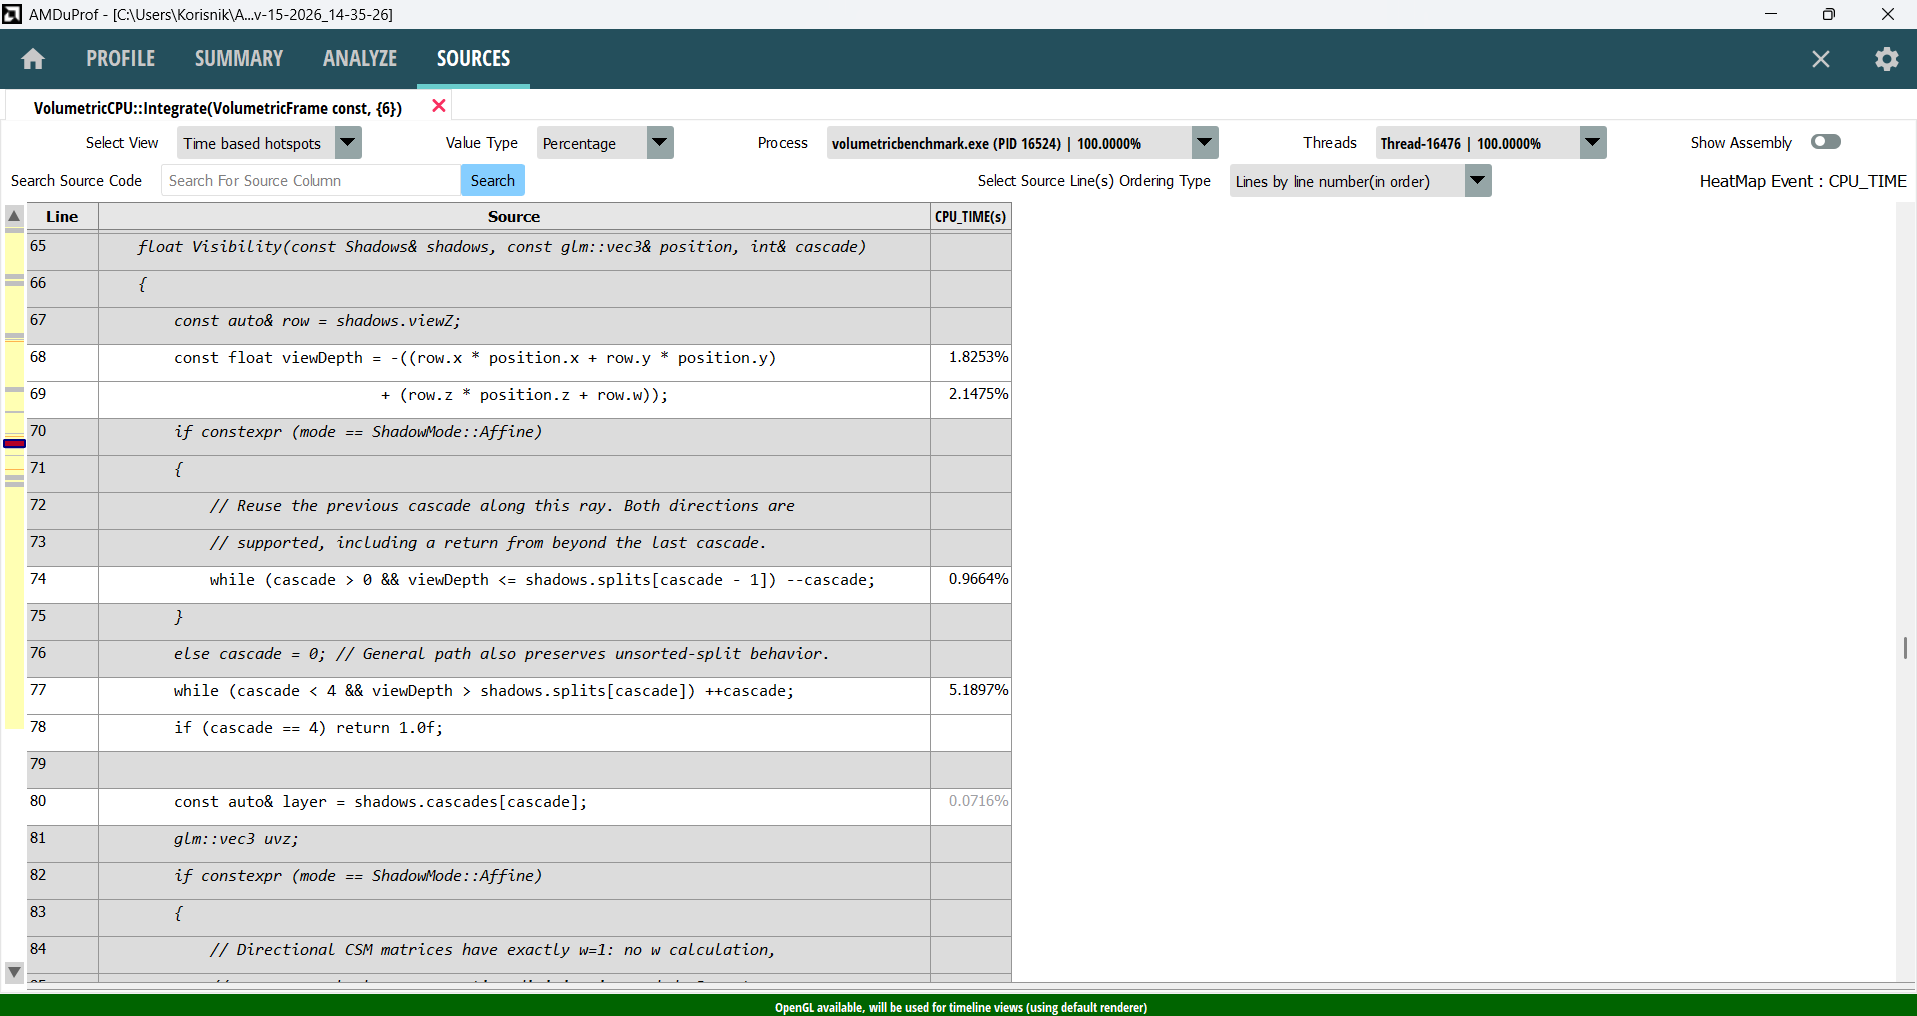 AMDuProf - [C:\Users\Korisnik\A...v-15-2026_14-35-26]
PROFILE SUMMARY ANALYZE SOURCES
VolumetricCPU::Integrate(VolumetricFrame const, {6})
Select View Time based hotspots Value Type Percentage Process volumetricbenchmark.exe (PID 16524) | 100.0000% Threads Thread-16476 | 100.0000% Show Assembly
Search Source Code Search For Source Column Search Select Source Line(s) Ordering Type Lines by line number(in order) HeatMap Event : CPU_TIME
Line Source CPU_TIME(s)
65 float Visibility(const Shadows& shadows, const glm::vec3& position, int& cascade)
66 {
67 const auto& row = shadows.viewZ;
68 const float viewDepth = -((row.x * position.x + row.y * position.y) 1.8253%
69 + (row.z * position.z + row.w)); 2.1475%
70 if constexpr (mode == ShadowMode::Affine)
71 {
72 // Reuse the previous cascade along this ray. Both directions are
73 // supported, including a return from beyond the last cascade.
74 while (cascade > 0 && viewDepth <= shadows.splits[cascade - 1]) --cascade; 0.9664%
75 }
76 else cascade = 0; // General path also preserves unsorted-split behavior.
77 while (cascade < 4 && viewDepth > shadows.splits[cascade]) ++cascade; 5.1897%
78 if (cascade == 4) return 1.0f;
79
80 const auto& layer = shadows.cascades[cascade]; 0.0716%
81 glm::vec3 uvz;
82 if constexpr (mode == ShadowMode::Affine)
83 {
84 // Directional CSM matrices have exactly w=1: no w calculation,
OpenGL available, will be used for timeline views (using default renderer)